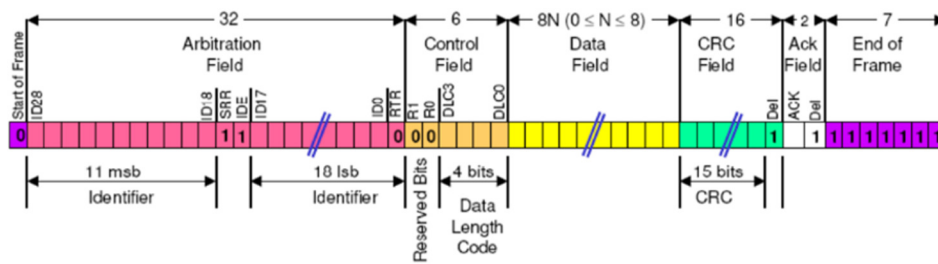 32
6
8N (0 ≤ N ≤ 8)
16
2
7
Arbitration
Field
Control
Field
Data
Field
CRC
Field
Ack
Field
End of
Frame
Start of Frame
ID28
ID18
SRR
IDE
ID17
ID0
RTR
R1
R0
DLC3
DLC0
Del
ACK
Del
0 1 1 0 0 0 1 1 1 1 1 1 1 1 1
11 msb
Identifier
18 lsb
Identifier
Reserved Bits
4 bits
Data
Length
Code
15 bits
CRC